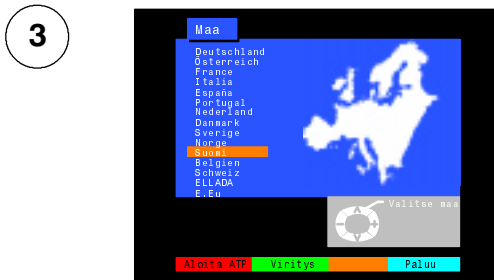 3
Maa
Deutschland
Österreich
France
Italia
España
Portugal
Nederland
Danmark
Sverige
Norge
Suomi
Belgien
Schweiz
ELLADA
E.Eu
Valitse maa
Aloita ATP
Viritys
Paluu